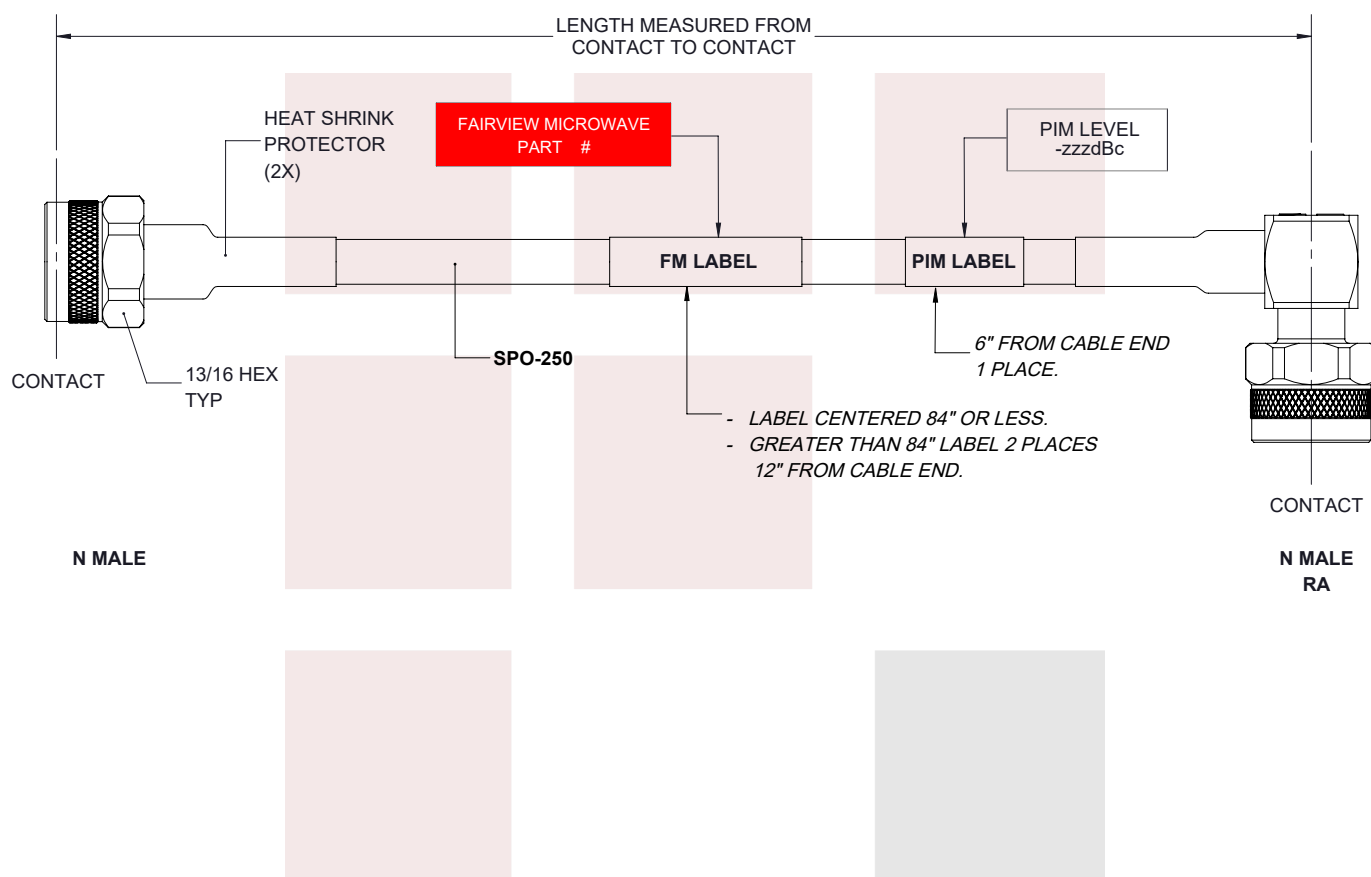 LENGTH MEASURED FROM
CONTACT TO CONTACT
HEAT SHRINK
PROTECTOR
(2X)
FAIRVIEW MICROWAVE
PART #
PIM LEVEL
-zzzdBc
FM LABEL
PIM LABEL
SPO-250
6" FROM CABLE END
1 PLACE.
CONTACT
13/16 HEX
TYP
- LABEL CENTERED 84" OR LESS.
- GREATER THAN 84" LABEL 2 PLACES
12" FROM CABLE END.
CONTACT
N MALE
N MALE
RA